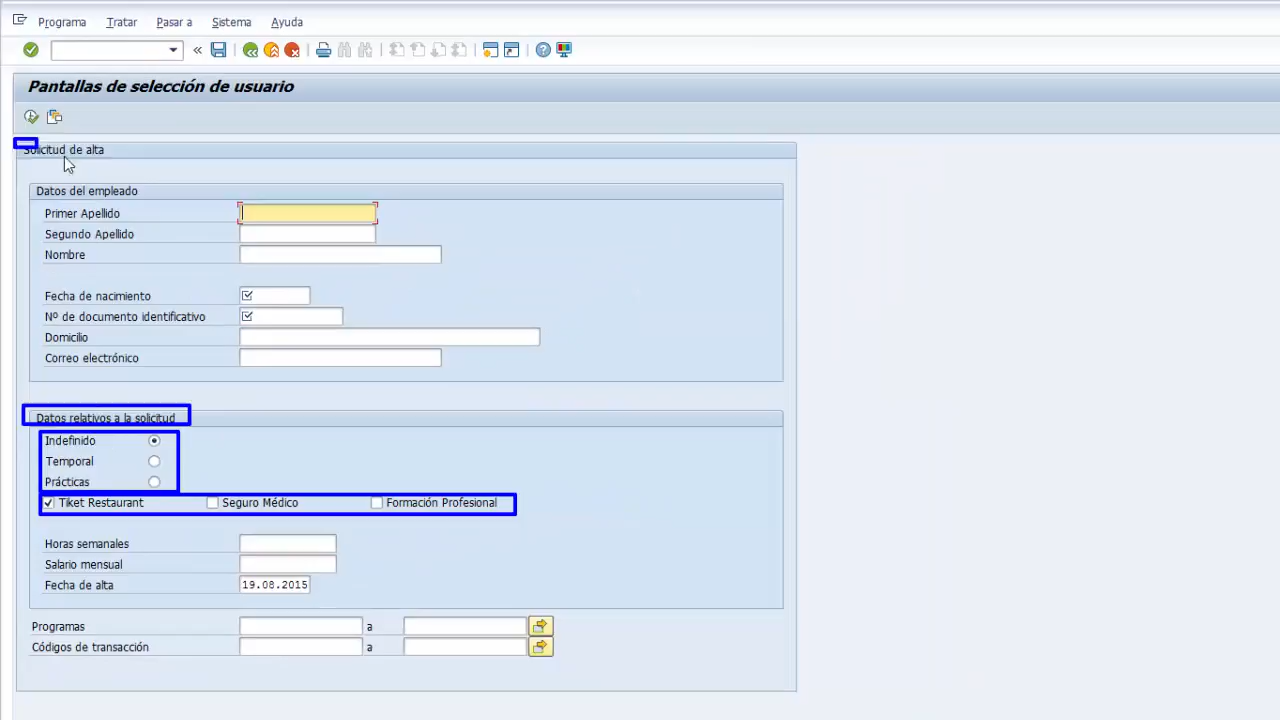 Programa Tratar Pasar a Sistema Ayuda
Pantallas de selección de usuario
Solicitud de alta
Datos del empleado
Primer Apellido
Segundo Apellido
Nombre
Fecha de nacimiento
Nº de documento identificativo
Domicilio
Correo electrónico
Datos relativos a la solicitud
Indefinido
Temporal
Prácticas
Tiket Restaurant Seguro Médico Formación Profesional
Horas semanales
Salario mensual
Fecha de alta 19.08.2015
Programas a
Códigos de transacción a